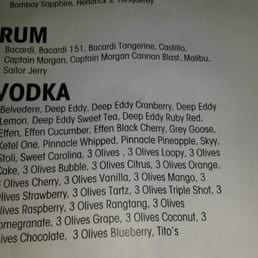 Bombay Sapphire, Hendrick's, Tanqueray
RUM
Bacardi, Bacardi 151, Bacardi Tangerine, Castillo,
Captain Morgan, Captain Morgan Cannon Blast, Malibu,
Sailor Jerry
VODKA
Belvedere, Deep Eddy, Deep Eddy Cranberry, Deep Eddy
Lemon, Deep Eddy Sweet Tea, Deep Eddy Ruby Red,
Effen, Effen Cucumber, Effen Black Cherry, Grey Goose,
Ketel One, Pinnacle Whipped, Pinnacle Pineapple, Skyy,
Stoli, Sweet Carolina, 3 Olives , 3 Olives Loopy, 3 Olives
Cake, 3 Olives Bubble, 3 Olives Citrus, 3 Olives Orange,
3 Olives Cherry, 3 Olives Vanilla, 3 Olives Mango, 3
Olives Strawberry, 3 Olives Tartz, 3 Olives Triple Shot, 3
Olives Raspberry, 3 Olives Rangtang, 3 Olives
Pomegranate, 3 Olives Grape, 3 Olives Coconut, 3
Olives Chocolate, 3 Olives Blueberry, Tito's